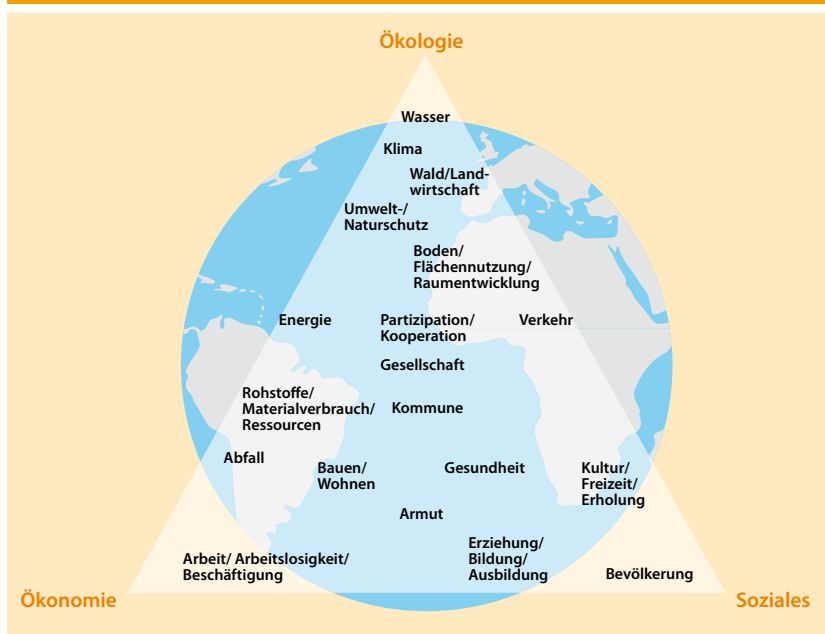 Ökologie
Wasser
Klima
Wald/Land-
wirtschaft
Umwelt-/
Naturschutz
Boden/
Flächennutzung/
Raumentwicklung
Energie
Partizipation/
Kooperation
Verkehr
Gesellschaft
Rohstoffe/
Materialverbrauch/
Ressourcen
Kommune
Abfall
Bauen/
Wohnen
Gesundheit
Kultur/
Freizeit/
Erholung
Armut
Arbeit/ Arbeitslosigkeit/
Beschäftigung
Erziehung/
Bildung/
Ausbildung
Bevölkerung
Ökonomie
Soziales